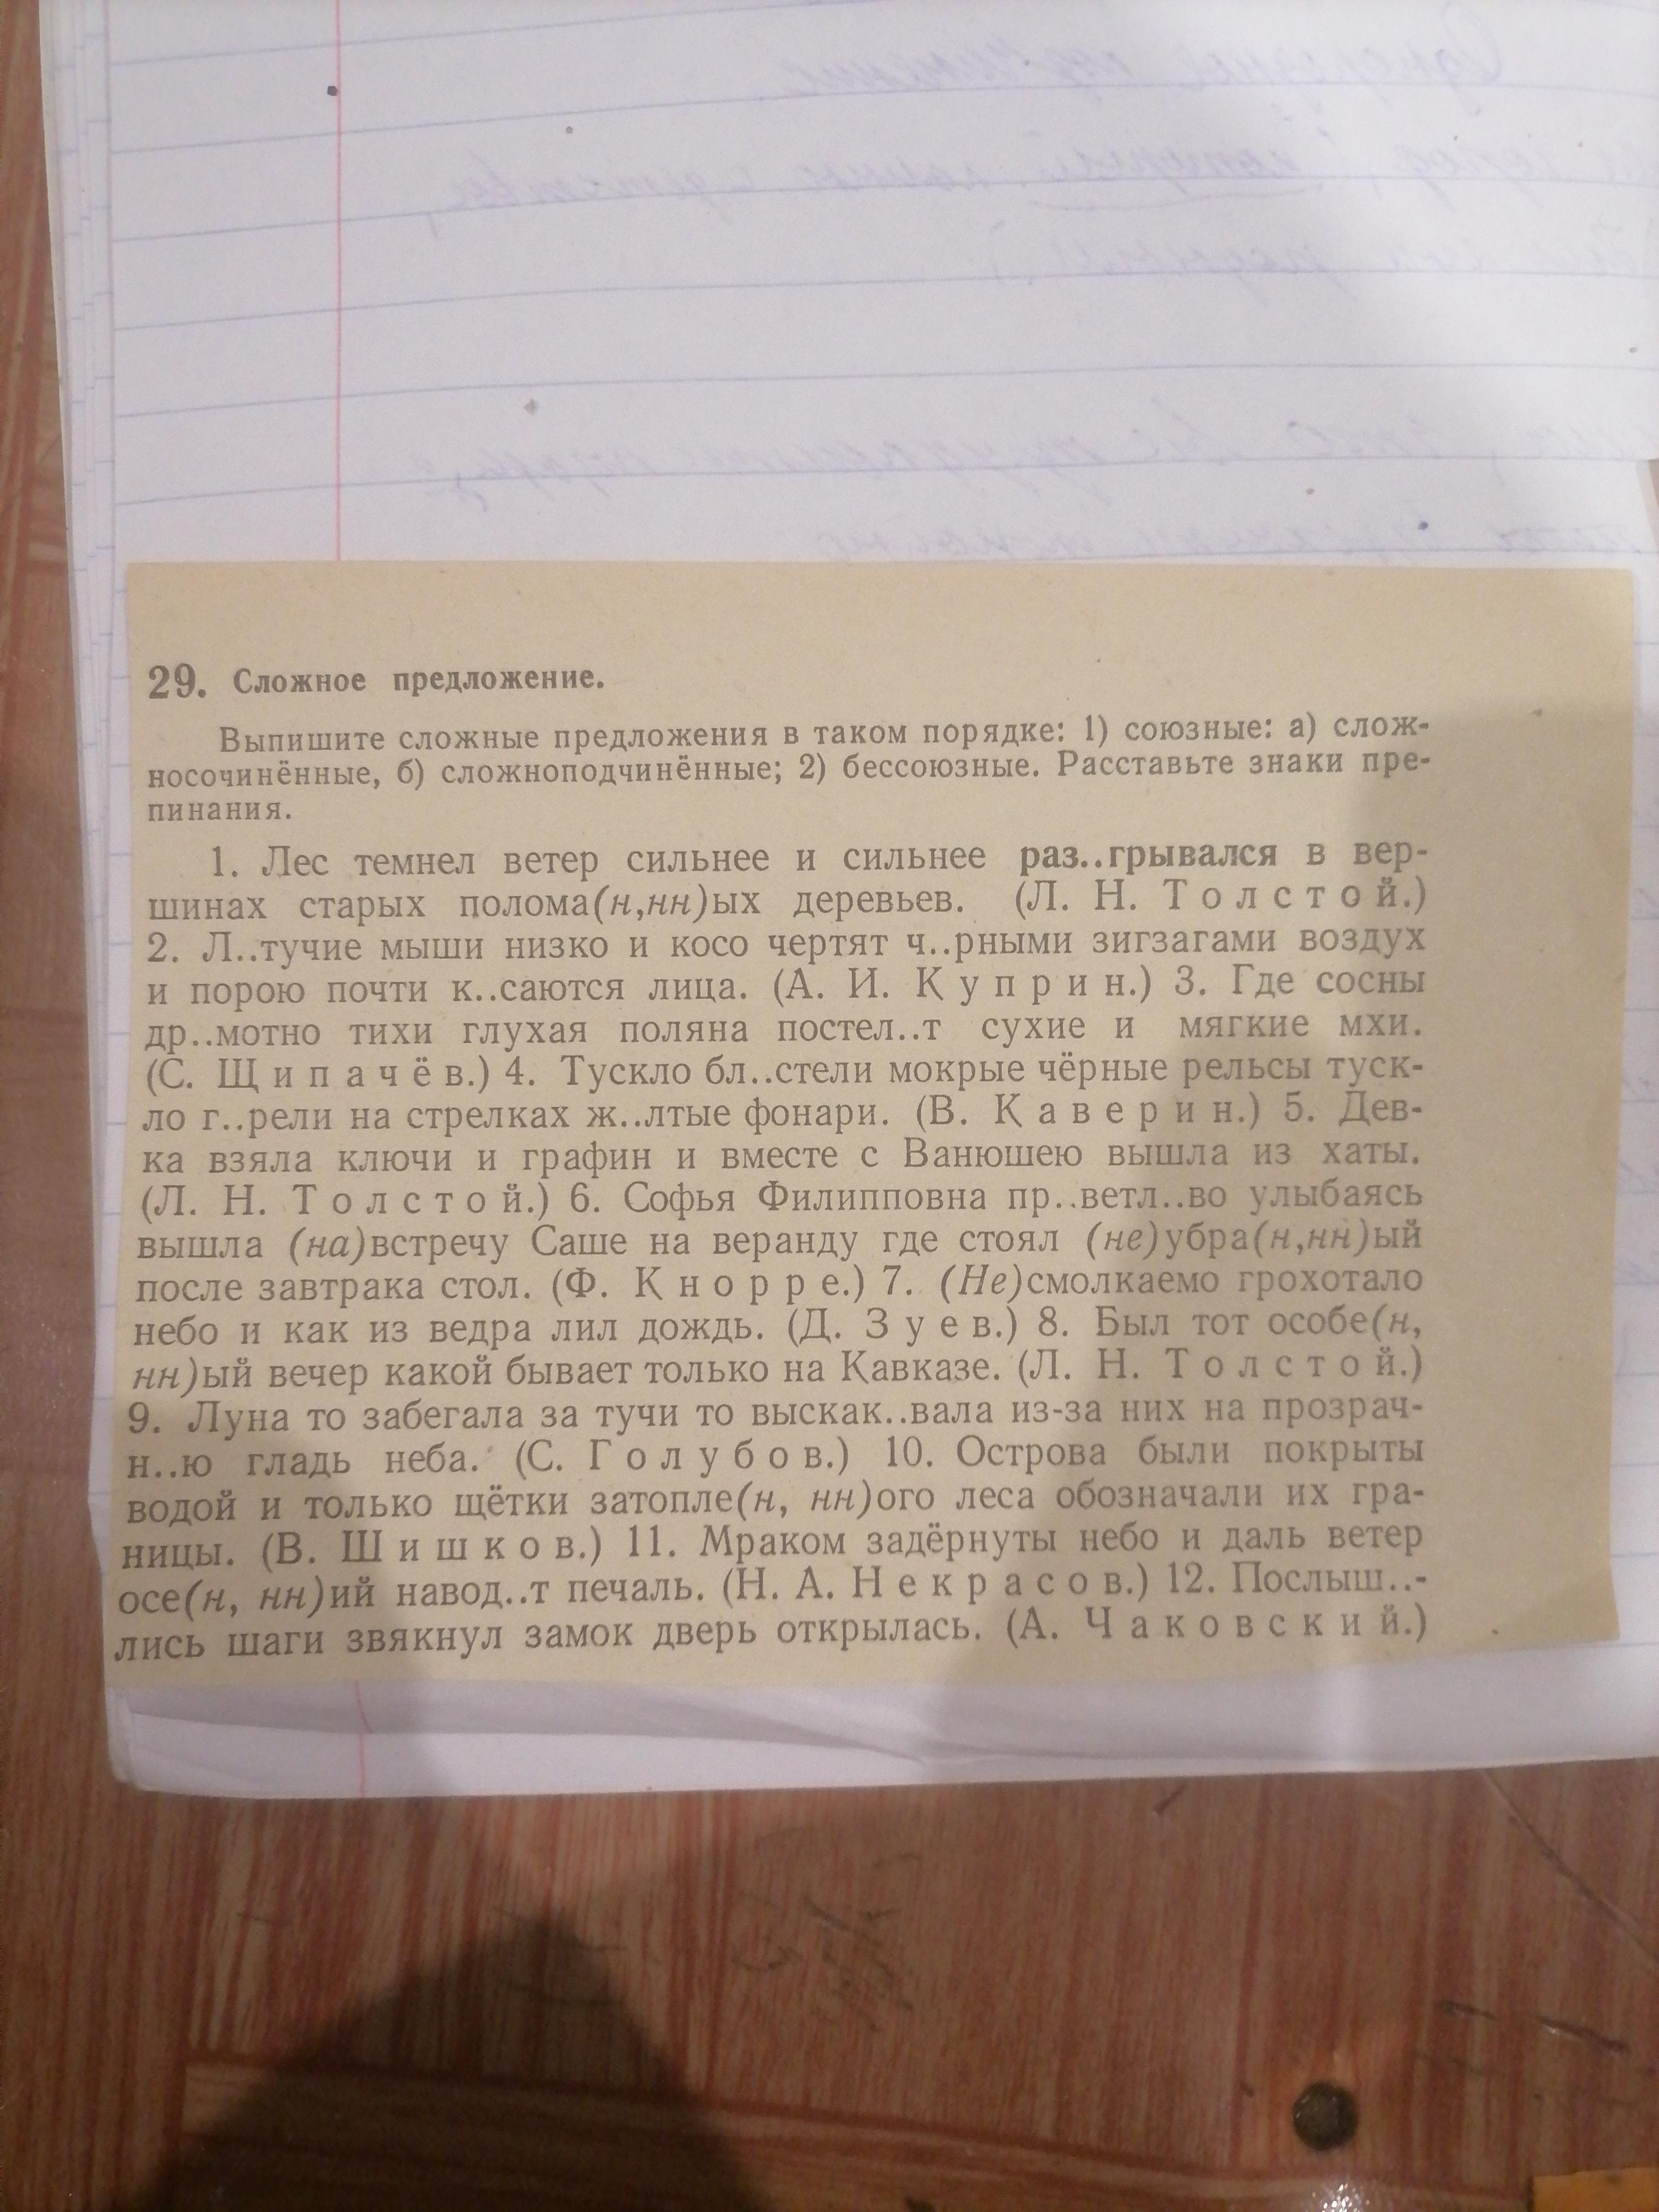 29. Сложное предложение.
Выпишите сложные предложения в таком порядке: 1) союзные: а) слож-
носочинённые, б) сложноподчинённые; 2) бессоюзные. Расставьте знаки пре-
пинания.
1. Лес темнел ветер сильнее и сильнее раз..грывался в вер-
шинах старых полома(н,нн)ых деревьев. (Л. Н. Толстой.)
2. Л..тучие мыши низко и косо чертят ч..рными зигзагами воздух
и порою почти к..саются лица. (А. И. Куприн.) 3. Где сосны
др..мотно тихи глухая поляна постел..т сухие и мягкие мхи.
(С. Щипачёв.) 4. Тускло бл..стели мокрые чёрные рельсы туск-
ло г..рели на стрелках ж..лтые фонари. (В. Каверин.) 5. Дев-
ка взяла ключи и графин и вместе с Ванюшею вышла из хаты.
(Л. Н. Толстой.) 6. Софья Филипповна пр..ветл..во улыбаясь
вышла (на)встречу Саше на веранду где стоял (не)убра(н,нн)ый
после завтрака стол. (Ф. Кнорре.) 7. (Не)смолкаемо грохотало
небо и как из ведра лил дождь. (Д. Зуев.) 8. Был тот особе(н,
нн)ый вечер какой бывает только на Кавказе. (Л. Н. Толстой.)
9. Луна то забегала за тучи то выскак..вала из-за них на прозрач-
н..ю гладь неба. (С. Голубов.) 10. Острова были покрыты
водой и только щётки затопле(н, нн)ого леса обозначали их гра-
ницы. (В. Шишков.) 11. Мраком задёрнуты небо и даль ветер
осе(н, нн)ий навод..т печаль. (Н. А. Некрасов.) 12. Послыш..-
лись шаги звякнул замок дверь открылась. (А. Чаковский.)